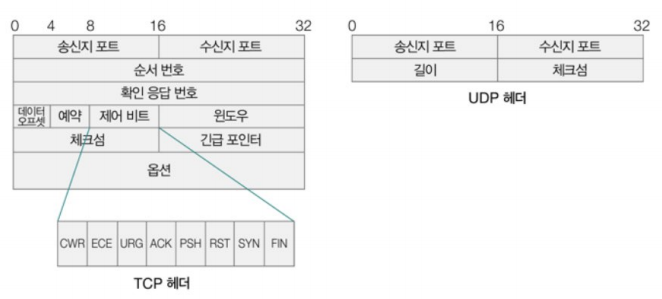 0 4 8 16 32
송신지 포트 수신지 포트
순서 번호
확인 응답 번호
데이터
오프셋 예약 제어 비트 윈도우
체크섬 긴급 포인터
옵션
CWR ECE URG ACK PSH RST SYN FIN
TCP 헤더
0 16 32
송신지 포트 수신지 포트
길이 체크섬
UDP 헤더